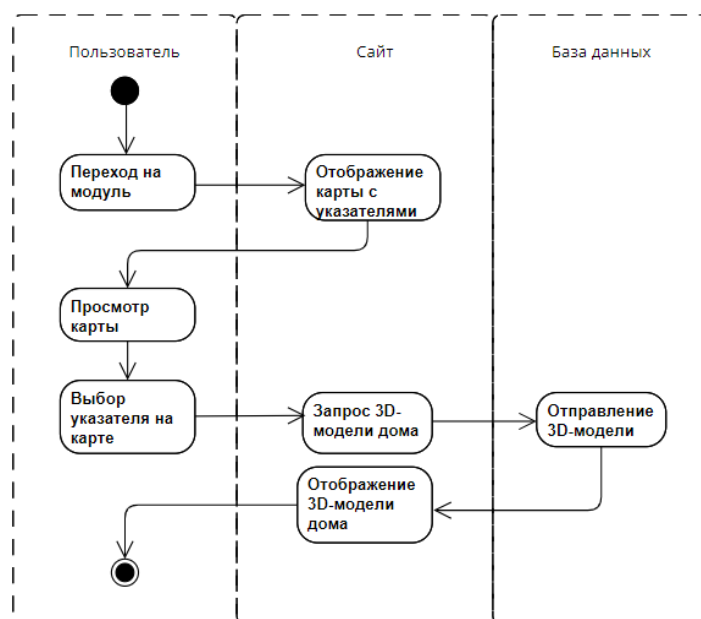 Пользователь
Сайт
База данных
Переход на
модуль
Отображение
карты с
указателями
Просмотр
карты
Выбор
указателя на
карте
Запрос 3D-
модели дома
Отправление
3D-модели
Отображение
3D-модели
дома